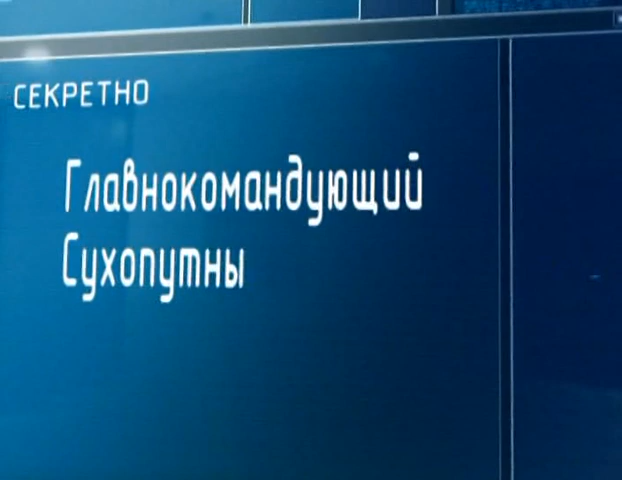 СЕКРЕТНО
Главнокомандующий
Сухопутны